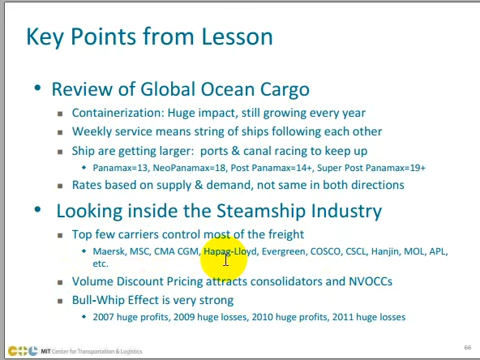 Key Points from Lesson
• Review of Global Ocean Cargo
▪ Containerization: Huge impact, still growing every year
▪ Weekly service means string of ships following each other
▪ Ship are getting larger: ports & canal racing to keep up
▪ Panamax=13, NeoPanamax=18, Post Panamax=14+, Super Post Panamax=19+
▪ Rates based on supply & demand, not same in both directions
• Looking inside the Steamship Industry
▪ Top few carriers control most of the freight
▪ Maersk, MSC, CMA CGM, Hapag-Lloyd, Evergreen, COSCO, CSCL, Hanjin, MOL, APL,
etc.
▪ Volume Discount Pricing attracts consolidators and NVOCCs
▪ Bull-Whip Effect is very strong
▪ 2007 huge profits, 2009 huge losses, 2010 huge profits, 2011 huge losses
MIT Center for Transportation & Logistics
66